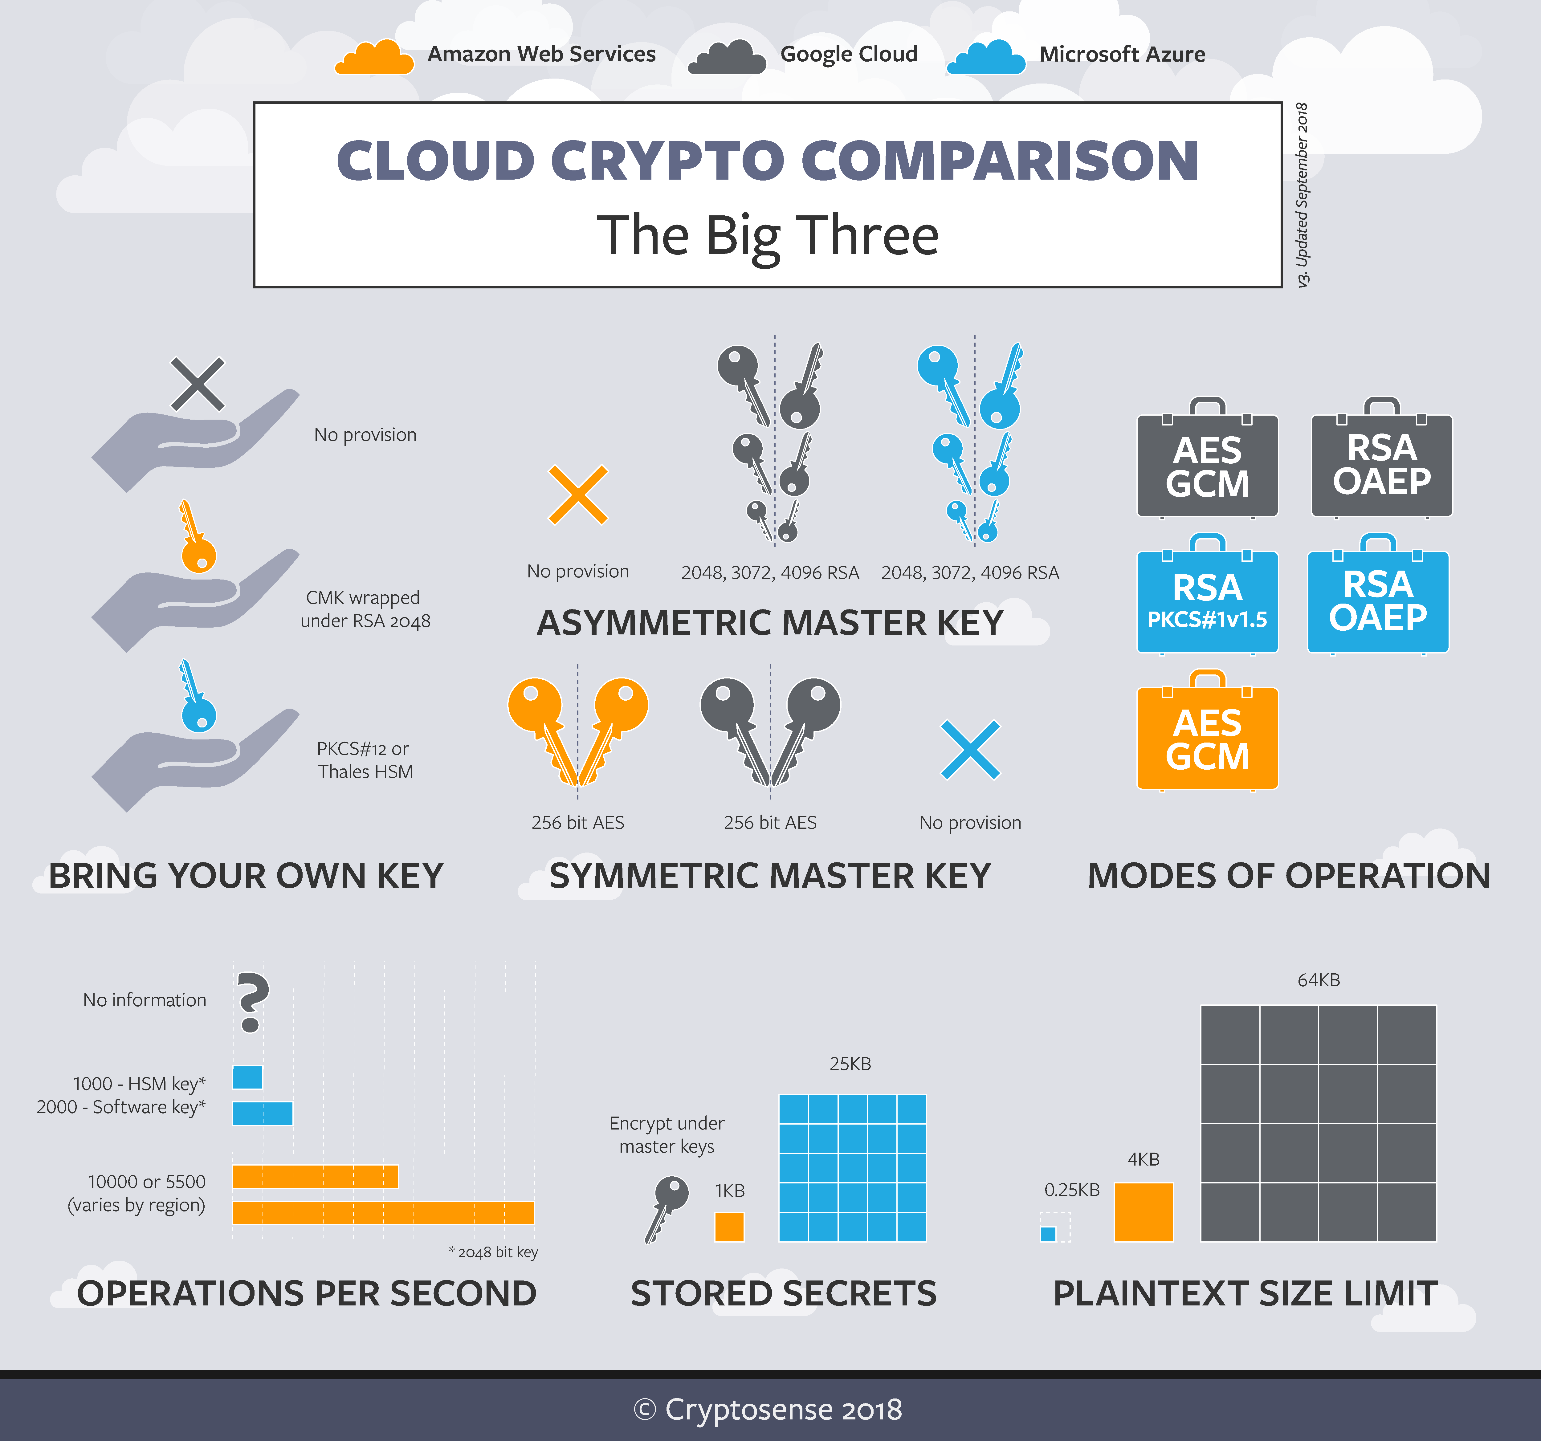 Amazon Web Services
Google Cloud
Microsoft Azure
CLOUD CRYPTO COMPARISON
The Big Three
v3. Updated September 2018
No provision
CMK wrapped
under RSA 2048
PKCS#12 or
Thales HSM
BRING YOUR OWN KEY
No provision
2048, 3072, 4096 RSA
2048, 3072, 4096 RSA
ASYMMETRIC MASTER KEY
256 bit AES
256 bit AES
No provision
SYMMETRIC MASTER KEY
AES
GCM
RSA
OAEP
RSA
PKCS#1v1.5
RSA
OAEP
AES
GCM
MODES OF OPERATION
No information
?
1000 - HSM key*
2000 - Software key*
10000 or 5500
(varies by region)
* 2048 bit key
OPERATIONS PER SECOND
Encrypt under
master keys
1KB
25KB
STORED SECRETS
0.25KB
4KB
64KB
PLAINTEXT SIZE LIMIT
© Cryptosense 2018